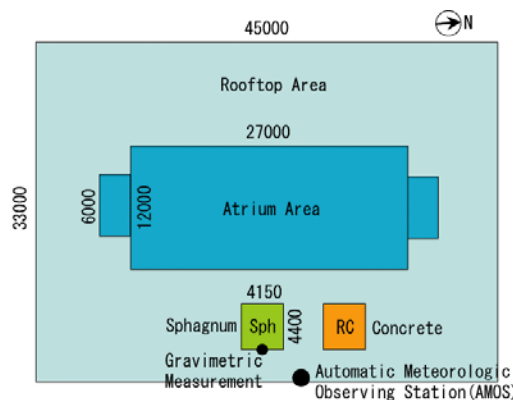 N
45000
Rooftop Area
27000
33000
6000
12000
Atrium Area
4150
Sphagnum
Sph
4400
RC
Concrete
Gravimetric
Measurement
Automatic Meteorologic
Observing Station(AMOS)